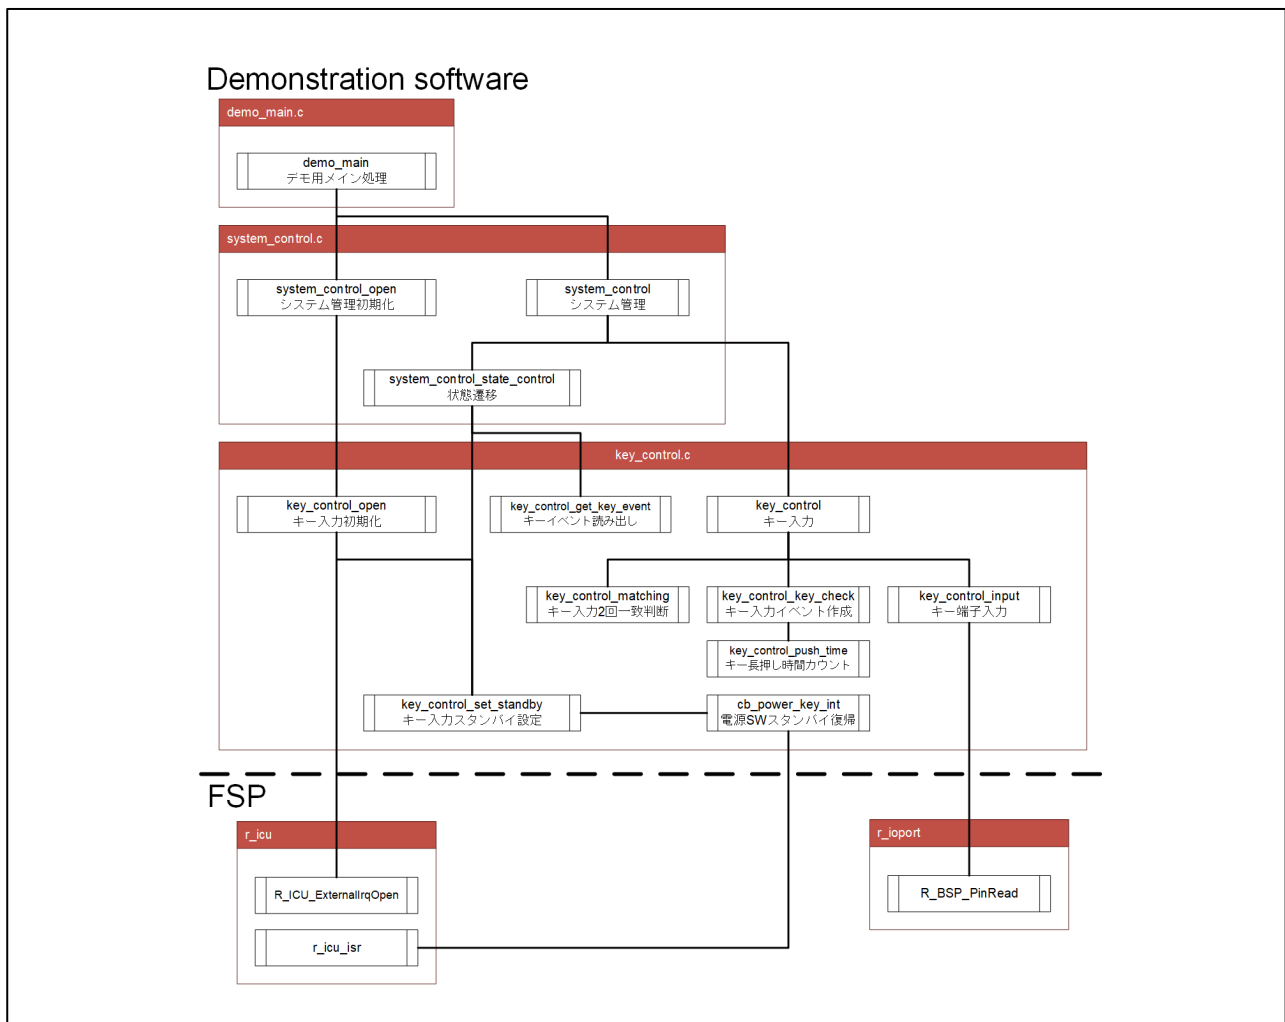 Demonstration software
demo_main.c
demo_main
デモ用メイン処理
system_control.c
system_control_open
システム管理初期化
system_control
システム管理
system_control_state_control
状態遷移
key_control.c
key_control_open
キー入力初期化
key_control_get_key_event
キーイベント読み出し
key_control
キー入力
key_control_matching
キー入力2回一致判断
key_control_key_check
キー入力イベント作成
key_control_input
キー端子入力
key_control_push_time
キー長押し時間カウント
key_control_set_standby
キー入力スタンバイ設定
cb_power_key_int
電源SWスタンバイ復帰
FSP
r_icu
R_ICU_ExternalIrqOpen
r_icu_isr
r_ioport
R_BSP_PinRead